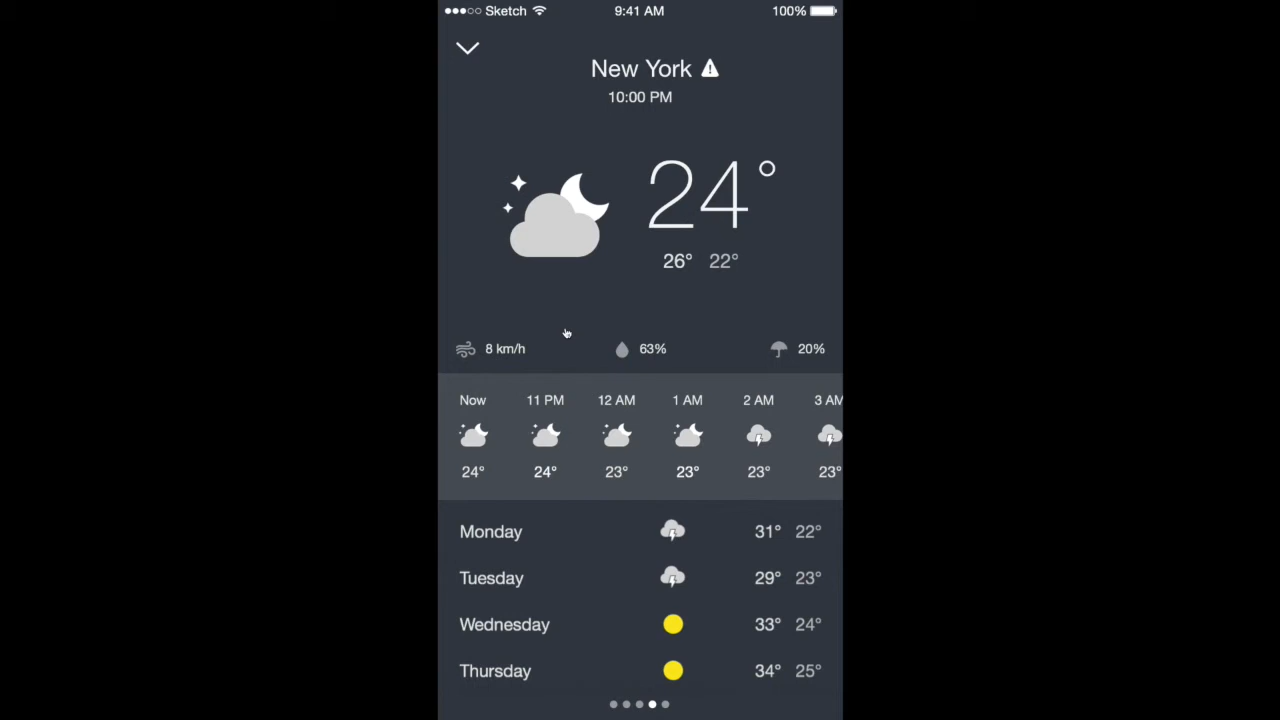 Sketch 9:41 AM 100%
New York
10:00 PM
24°
26° 22°
8 km/h 63% 20%
Now 11 PM 12 AM 1 AM 2 AM 3 AM
24° 24° 23° 23° 23° 23°
Monday 31° 22°
Tuesday 29° 23°
Wednesday 33° 24°
Thursday 34° 25°